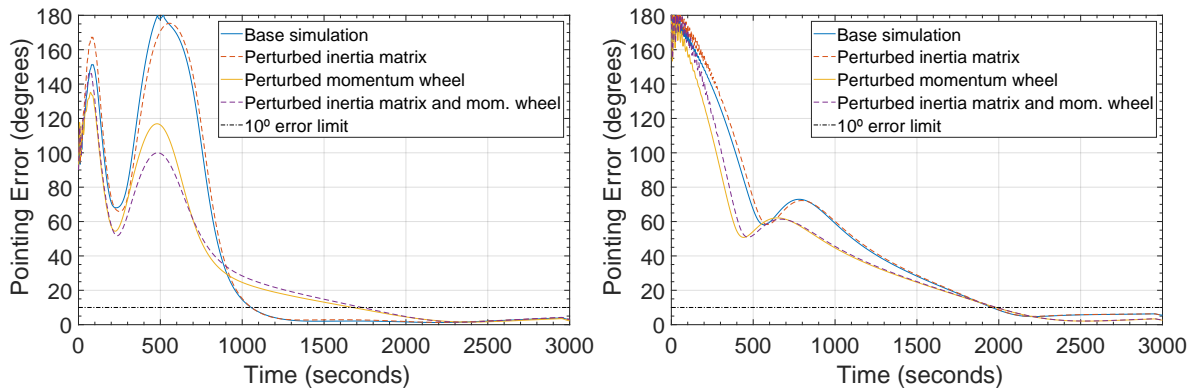 180
160
140
120
100
80
60
40
20
0
Pointing Error (degrees)
Base simulation
Perturbed inertia matrix
Perturbed momentum wheel
Perturbed inertia matrix and mom. wheel
10º error limit
0 500 1000 1500 2000 2500 3000
Time (seconds)
180
160
140
120
100
80
60
40
20
0
Pointing Error (degrees)
Base simulation
Perturbed inertia matrix
Perturbed momentum wheel
Perturbed inertia matrix and mom. wheel
10º error limit
0 500 1000 1500 2000 2500 3000
Time (seconds)